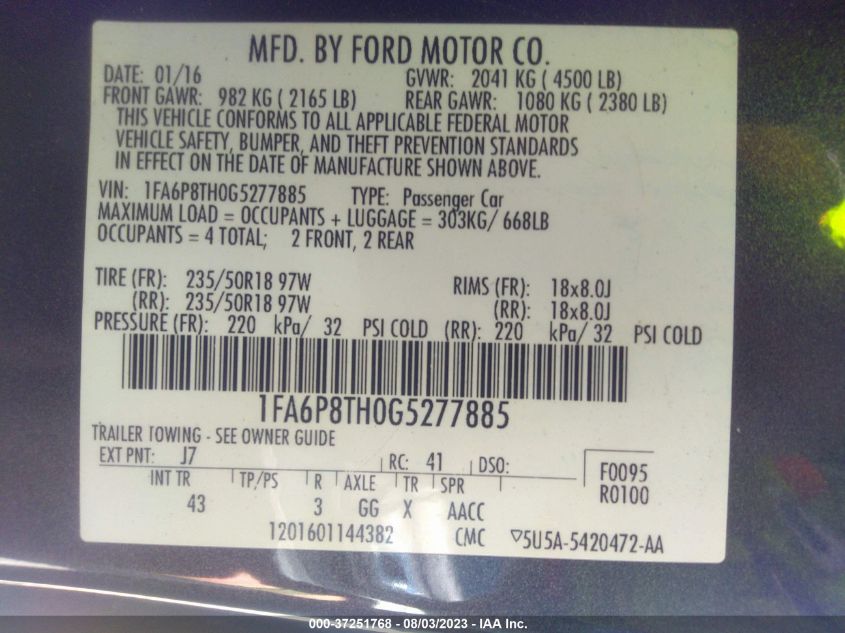 MFD. BY FORD MOTOR CO.
DATE: 01/16 GVWR: 2041 KG ( 4500 LB)
FRONT GAWR: 982 KG ( 2165 LB) REAR GAWR: 1080 KG ( 2380 LB)
THIS VEHICLE CONFORMS TO ALL APPLICABLE FEDERAL MOTOR
VEHICLE SAFETY, BUMPER, AND THEFT PREVENTION STANDARDS
IN EFFECT ON THE DATE OF MANUFACTURE SHOWN ABOVE.
VIN: 1FA6P8TH0G5277885 TYPE: Passenger Car
MAXIMUM LOAD = OCCUPANTS + LUGGAGE = 303KG/ 668LB
OCCUPANTS = 4 TOTAL; 2 FRONT, 2 REAR
TIRE (FR): 235/50R18 97W RIMS (FR): 18x8.0J
(RR): 235/50R18 97W (RR): 18x8.0J
PRESSURE (FR): 220 kPa/ 32 PSI COLD (RR): 220 kPa/ 32 PSI COLD
1FA6P8TH0G5277885
TRAILER TOWING - SEE OWNER GUIDE
EXT PNT: J7 RC: 41 DSO: F0095
INT TR TP/PS R AXLE TR SPR R0100
43 3 GG X AACC
1201601144382 CMC 5U5A-5420472-AA
000-37251768 - 08/03/2023 - IAA Inc.